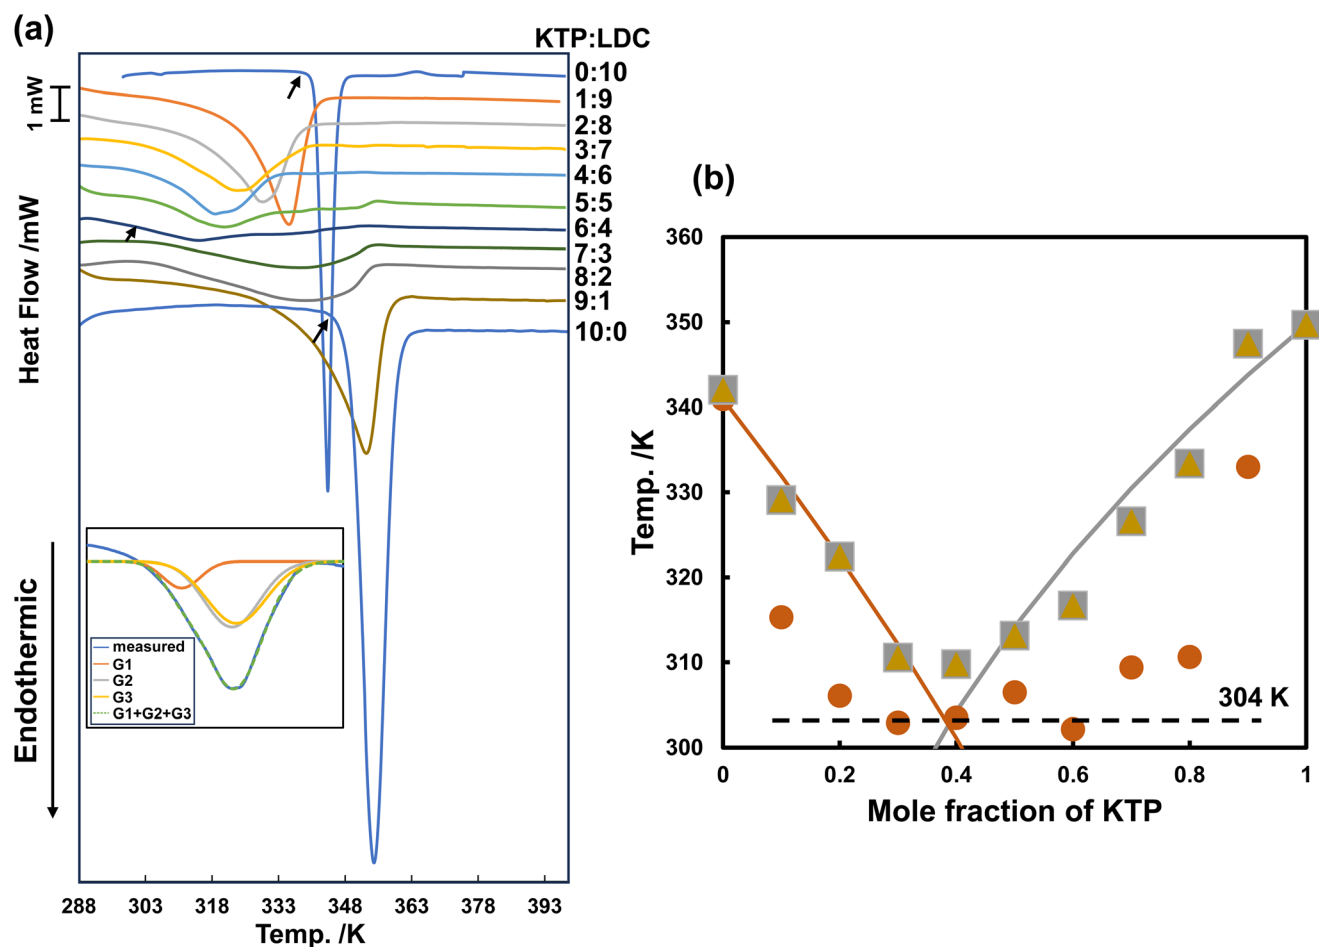 (a)
KTP:LDC
0:10
1:9
2:8
3:7
4:6
5:5
6:4
7:3
8:2
9:1
10:0
1 mW
Heat Flow /mW
Endothermic
measured
G1
G2
G3
G1+G2+G3
288 303 318 333 348 363 378 393
Temp. /K
(b)
360
350
340
330
320
310
300
Temp. /K
304 K
0 0.2 0.4 0.6 0.8 1
Mole fraction of KTP